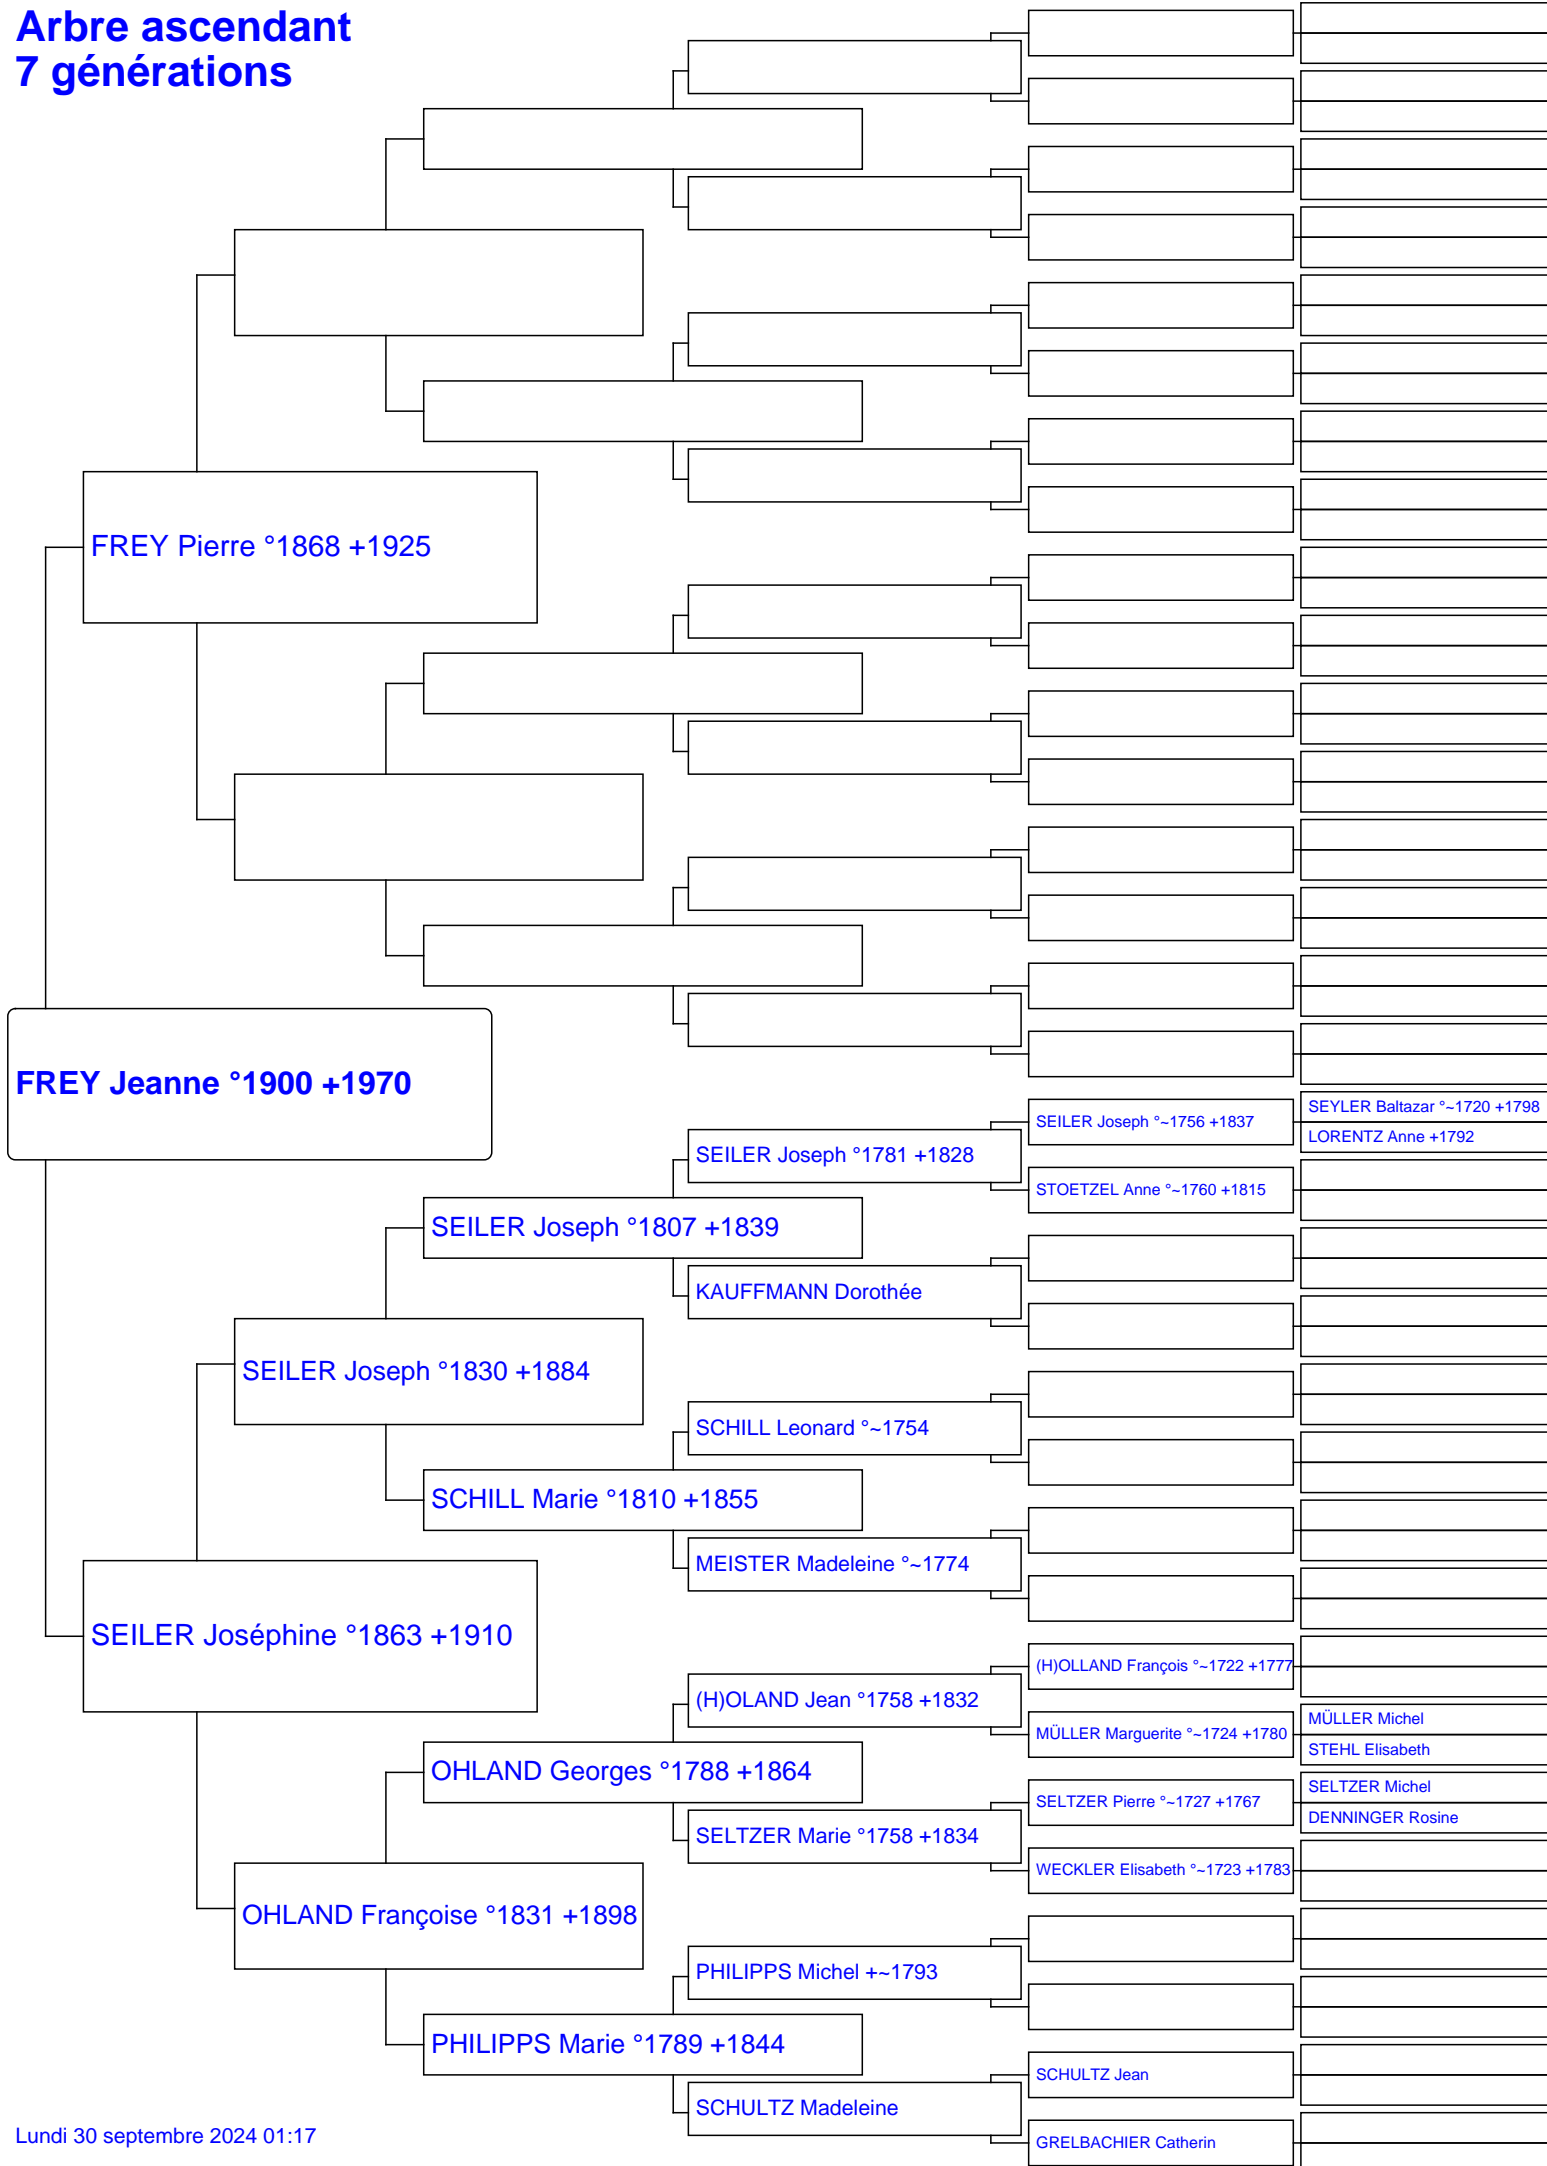 Arbre ascendant
7 générations
FREY Pierre °1868 +1925
FREY Jeanne °1900 +1970
SEYLER Baltazar °~1720 +1798
SEILER Joseph °~1756 +1837
LORENTZ Anne +1792
SEILER Joseph °1781 +1828
STOETZEL Anne °~1760 +1815
SEILER Joseph °1807 +1839
KAUFFMANN Dorothée
SEILER Joseph °1830 +1884
SCHILL Leonard °~1754
SCHILL Marie °1810 +1855
MEISTER Madeleine °~1774
SEILER Joséphine °1863 +1910
(H)OLLAND François °~1722 +1777
(H)OLAND Jean °1758 +1832
MÜLLER Michel
MÜLLER Marguerite °~1724 +1780
STEHL Elisabeth
OHLAND Georges °1788 +1864
SELTZER Michel
SELTZER Pierre °~1727 +1767
DENNINGER Rosine
SELTZER Marie °1758 +1834
WECKLER Elisabeth °~1723 +1783
OHLAND Françoise °1831 +1898
PHILIPPS Michel +~1793
PHILIPPS Marie °1789 +1844
SCHULTZ Jean
SCHULTZ Madeleine
GRELBACHIER Catherin
Lundi 30 septembre 2024 01:17